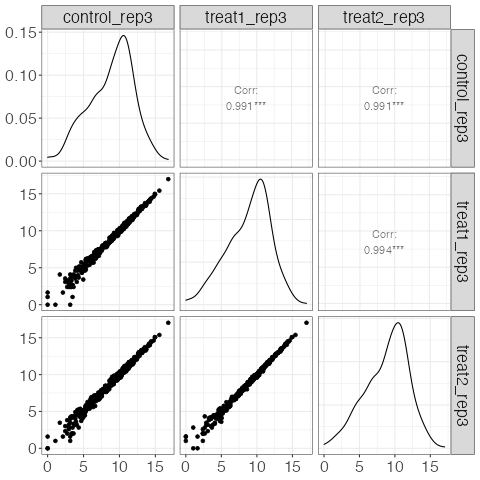 control_rep3 treat1_rep3 treat2_rep3
0.15
0.10
0.05
0.00
Corr:
0.991***
Corr:
0.991***
control_rep3
15
10
5
0
Corr:
0.994***
treat1_rep3
15
10
5
0
treat2_rep3
0 5 10 15 0 5 10 15 0 5 10 15